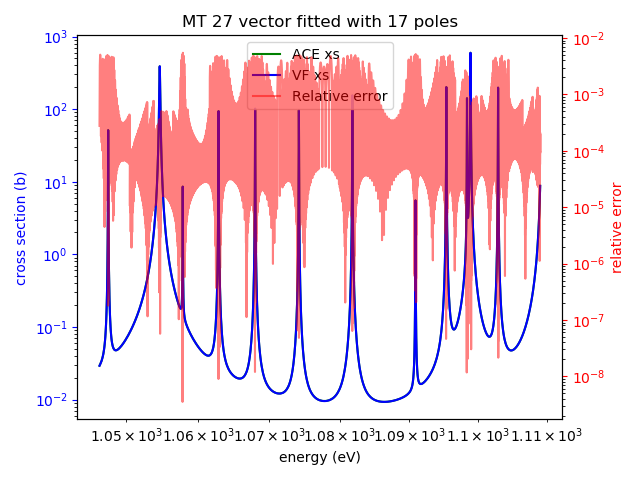 MT 27 vector fitted with 17 poles
ACE xs
VF xs
Relative error
cross section (b)
10³
10²
10¹
10⁰
10⁻¹
10⁻²
relative error
10⁻²
10⁻³
10⁻⁴
10⁻⁵
10⁻⁶
10⁻⁷
10⁻⁸
1.05 × 10³ 1.06 × 10³ 1.07 × 10³ 1.08 × 10³ 1.09 × 10³ 1.1 × 10³ 1.11 × 10³
energy (eV)